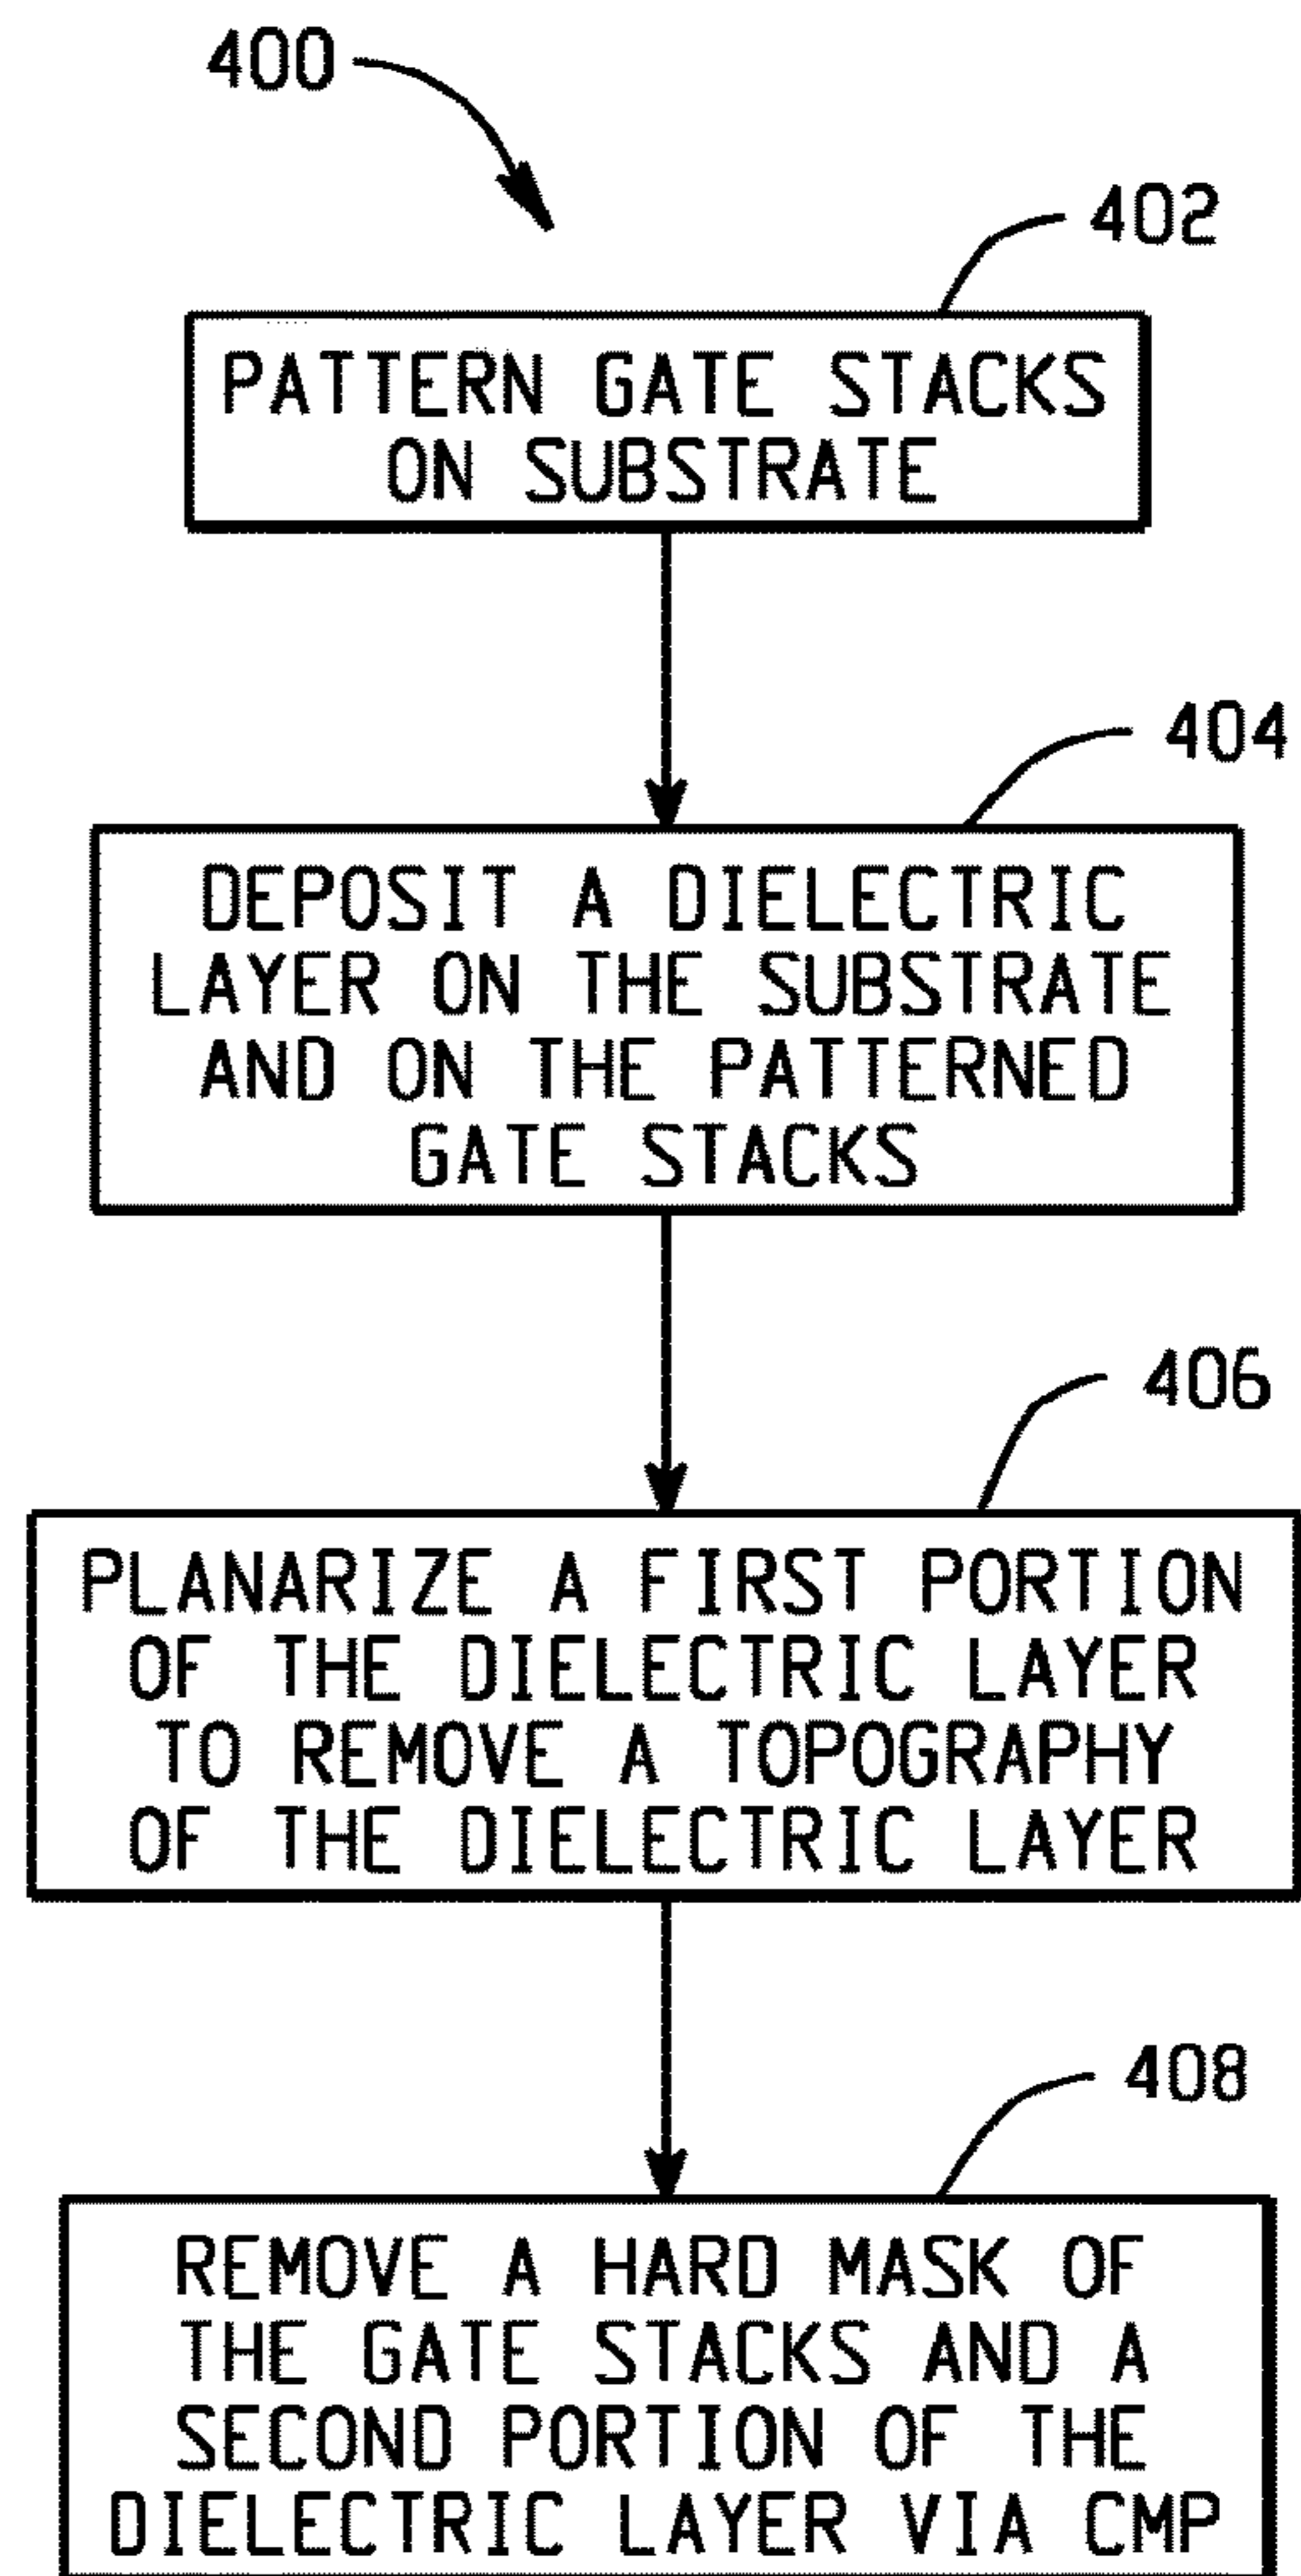 400
402
PATTERN GATE STACKS
ON SUBSTRATE
404
DEPOSIT A DIELECTRIC
LAYER ON THE SUBSTRATE
AND ON THE PATTERNED
GATE STACKS
406
PLANARIZE A FIRST PORTION
OF THE DIELECTRIC LAYER
TO REMOVE A TOPOGRAPHY
OF THE DIELECTRIC LAYER
408
REMOVE A HARD MASK OF
THE GATE STACKS AND A
SECOND PORTION OF THE
DIELECTRIC LAYER VIA CMP